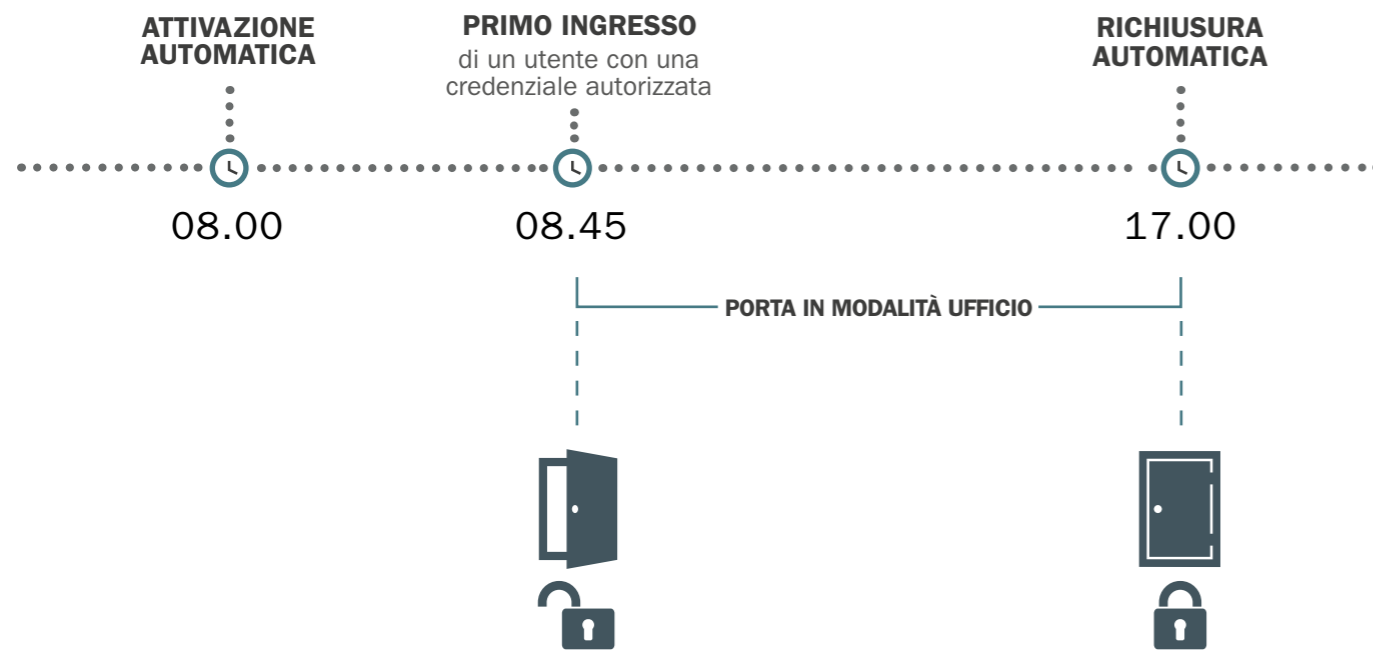 ATTIVAZIONE
AUTOMATICA
PRIMO INGRESSO
di un utente con una
credenziale autorizzata
RICHIUSURA
AUTOMATICA
08.00
08.45
17.00
PORTA IN MODALITÀ UFFICIO